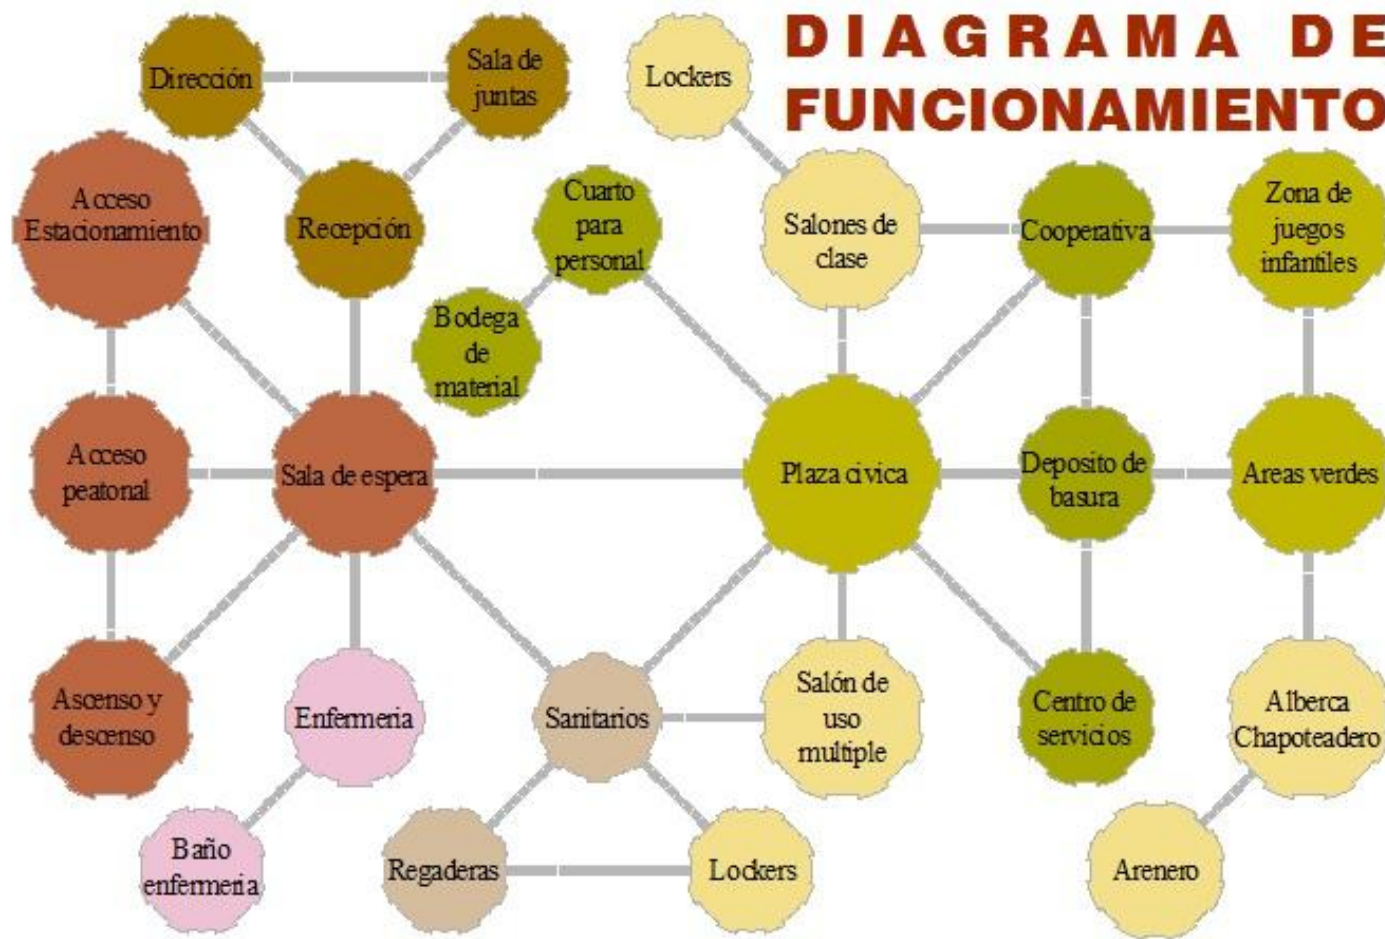 DIAGRAMA DE
FUNCIONAMIENTO
Dirección
Sala de
juntas
Lockers
Acceso
Estacionamiento
Recepción
Cuarto
para
personal
Salones de
clase
Cooperativa
Zona de
juegos
infantiles
Bodega
de
material
Acceso
peatonal
Sala de espera
Plaza civica
Deposito de
basura
Areas verdes
Ascenso y
descenso
Enfermeria
Sanitarios
Salón de
uso
multiple
Centro de
servicios
Alberca
Chapoteadero
Baño
enfermeria
Regaderas
Lockers
Arenero